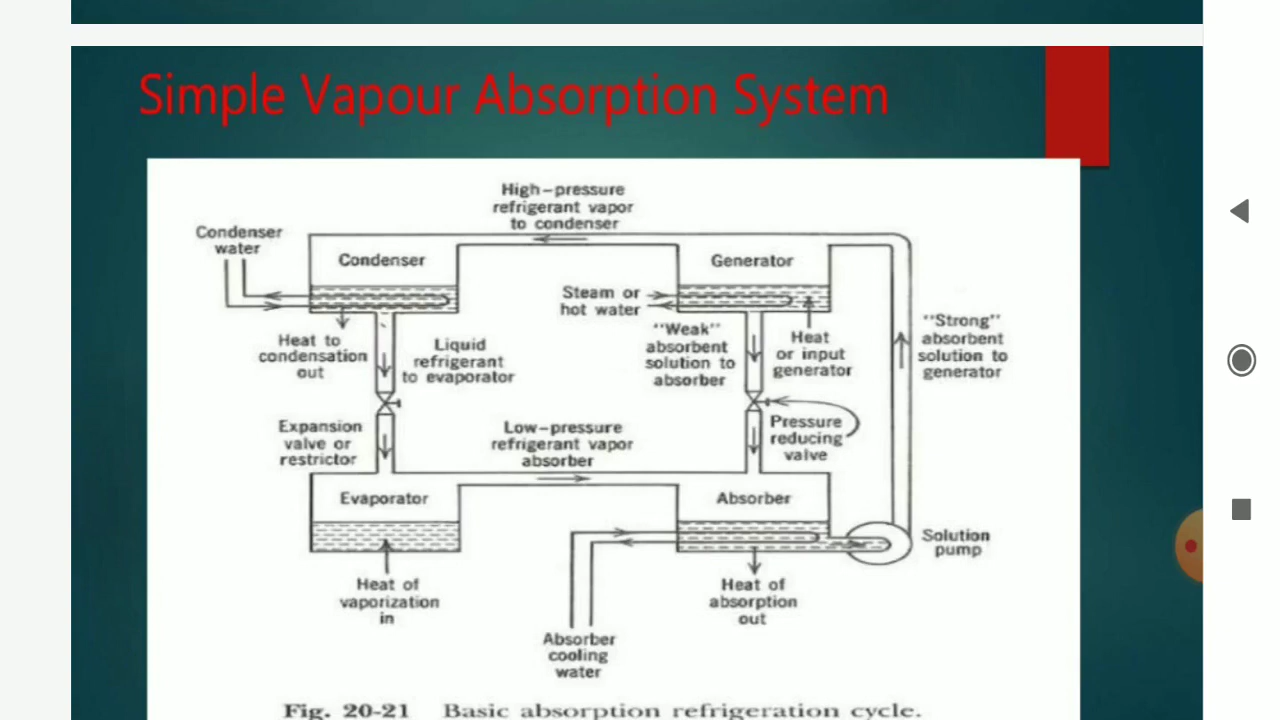 Simple Vapour Absorption System
High-pressure
refrigerant vapor
to condenser
Condenser
water
Condenser
Generator
Steam or
hot water
Heat to
condensation
out
Liquid
refrigerant
to evaporator
"Weak"
absorbent
solution to
absorber
Heat
or input
generator
"Strong"
absorbent
solution to
generator
Expansion
valve or
restrictor
Low-pressure
refrigerant vapor
absorber
Pressure
reducing
valve
Evaporator
Absorber
Solution
pump
Heat of
vaporization
in
Heat of
absorption
out
Absorber
cooling
water
Fig. 20-21 Basic absorption refrigeration cycle.